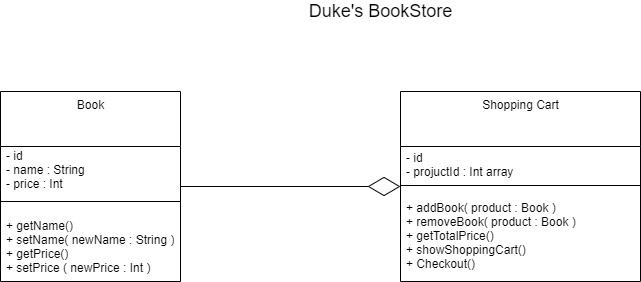 Duke's BookStore
Book
- id
- name : String
- price : Int
+ getName()
+ setName( newName : String )
+ getPrice()
+ setPrice ( newPrice : Int )
Shopping Cart
- id
- projuctId : Int array
+ addBook( product : Book )
+ removeBook( product : Book )
+ getTotalPrice()
+ showShoppingCart()
+ Checkout()